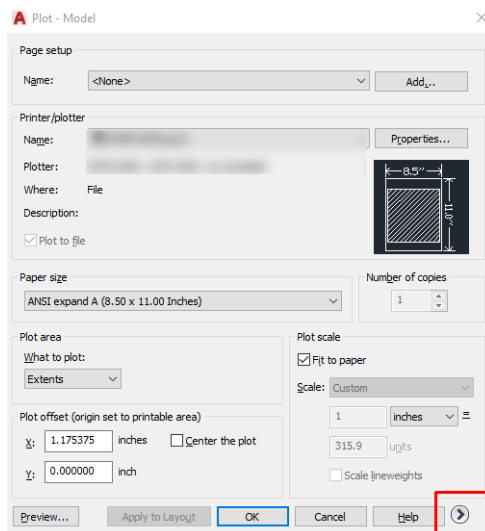 Plot - Model
Page setup
Name: <None> Add...
Printer/plotter
Name: Properties...
Plotter:
Where: File
Description:
Plot to file
8.5"
11.0"
Paper size
ANSI expand A (8.50 x 11.00 Inches)
Number of copies
1
Plot area
What to plot:
Extents
Plot scale
Fit to paper
Scale: Custom
1 inches =
315.9 units
Scale lineweights
Plot offset (origin set to printable area)
X: 1.175375 inches Center the plot
Y: 0.000000 inch
Preview... Apply to Layout OK Cancel Help